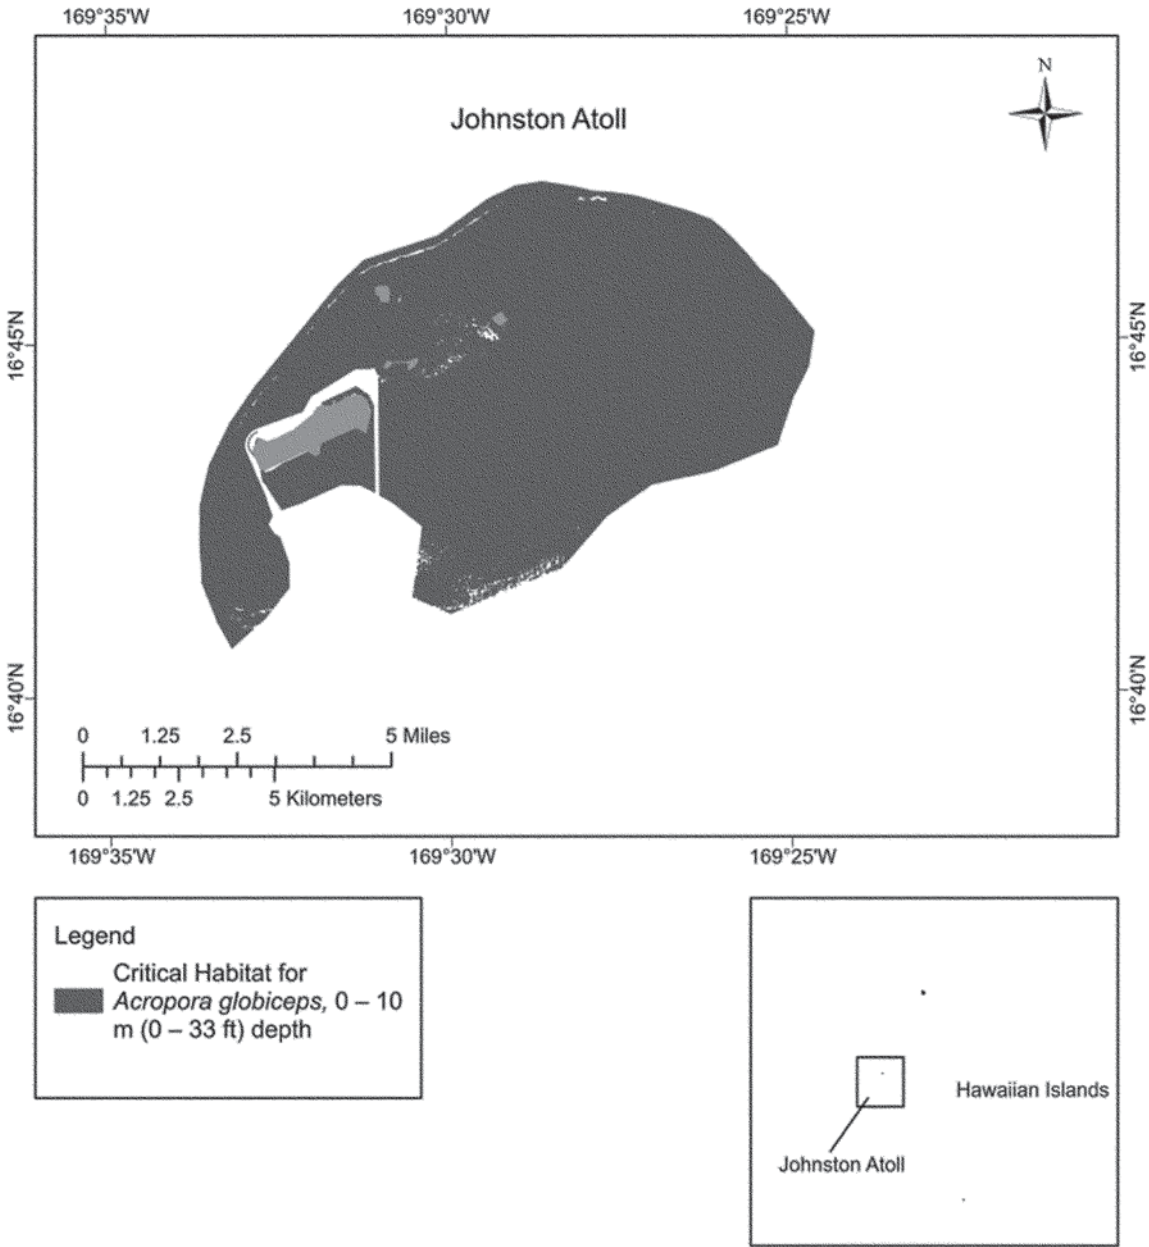 169°35'W 169°30'W 169°25'W
N
Johnston Atoll
16°45'N 16°45'N
16°40'N 16°40'N
0 1.25 2.5 5 Miles
0 1.25 2.5 5 Kilometers
169°35'W 169°30'W 169°25'W
Legend
Critical Habitat for
Acropora globiceps, 0 – 10
m (0 – 33 ft) depth
Hawaiian Islands
Johnston Atoll